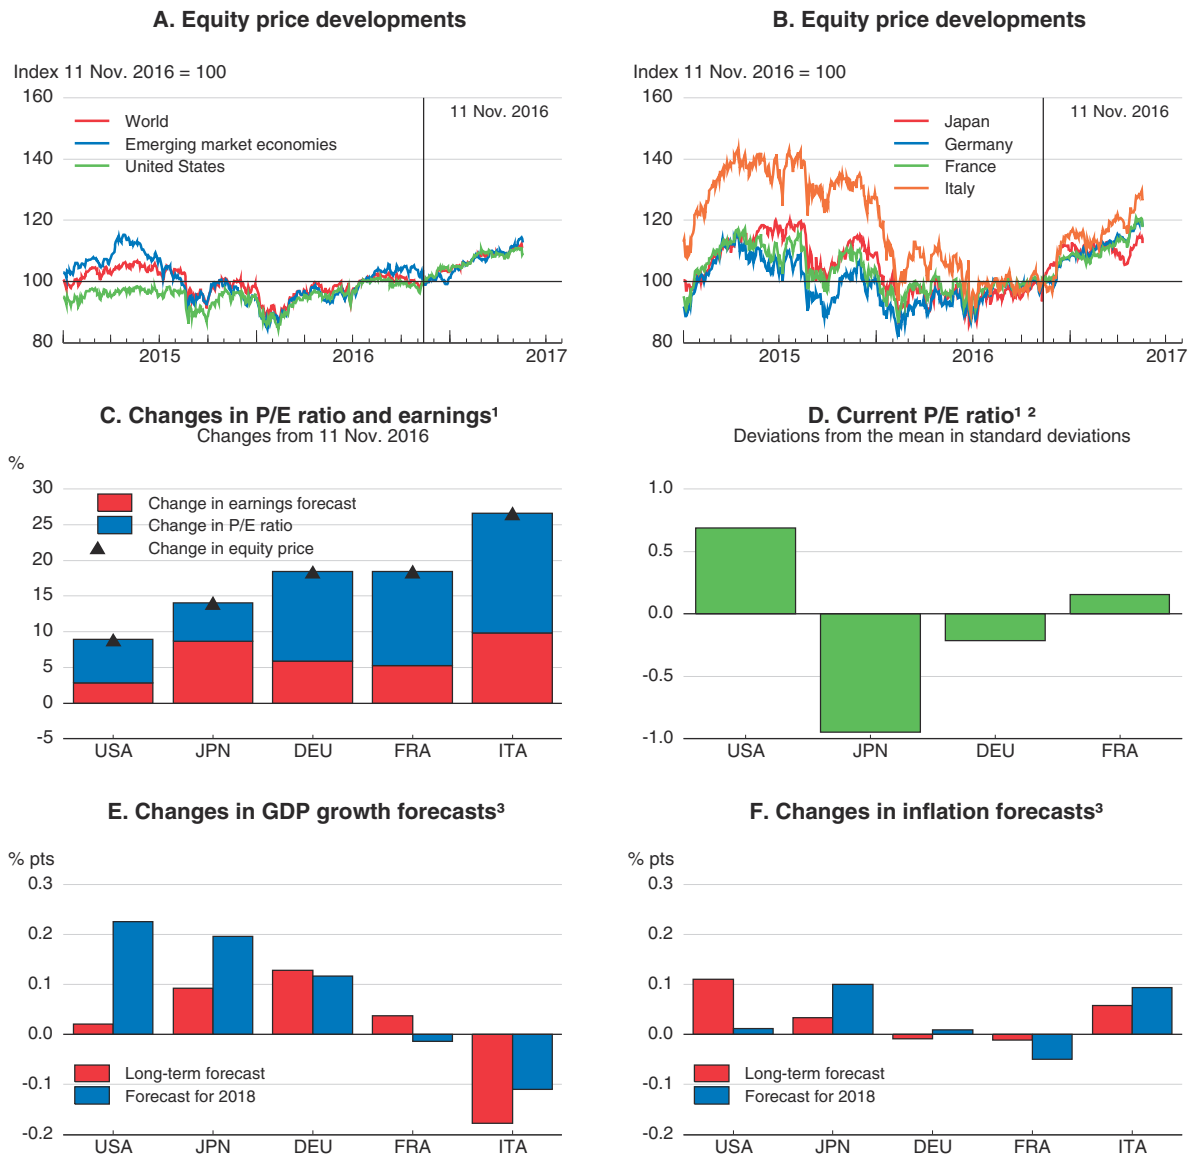 A. Equity price developments
Index 11 Nov. 2016 = 100
160
140
120
100
80
11 Nov. 2016
World
Emerging market economies
United States
2015
2016
2017
B. Equity price developments
Index 11 Nov. 2016 = 100
160
140
120
100
80
11 Nov. 2016
Japan
Germany
France
Italy
2015
2016
2017
C. Changes in P/E ratio and earnings¹
Changes from 11 Nov. 2016
%
30
25
20
15
10
5
0
-5
Change in earnings forecast
Change in P/E ratio
Change in equity price
USA
JPN
DEU
FRA
ITA
D. Current P/E ratio¹ ²
Deviations from the mean in standard deviations
1.0
0.5
0.0
-0.5
-1.0
USA
JPN
DEU
FRA
E. Changes in GDP growth forecasts³
% pts
0.3
0.2
0.1
0.0
-0.1
-0.2
Long-term forecast
Forecast for 2018
USA
JPN
DEU
FRA
ITA
F. Changes in inflation forecasts³
% pts
0.3
0.2
0.1
0.0
-0.1
-0.2
Long-term forecast
Forecast for 2018
USA
JPN
DEU
FRA
ITA